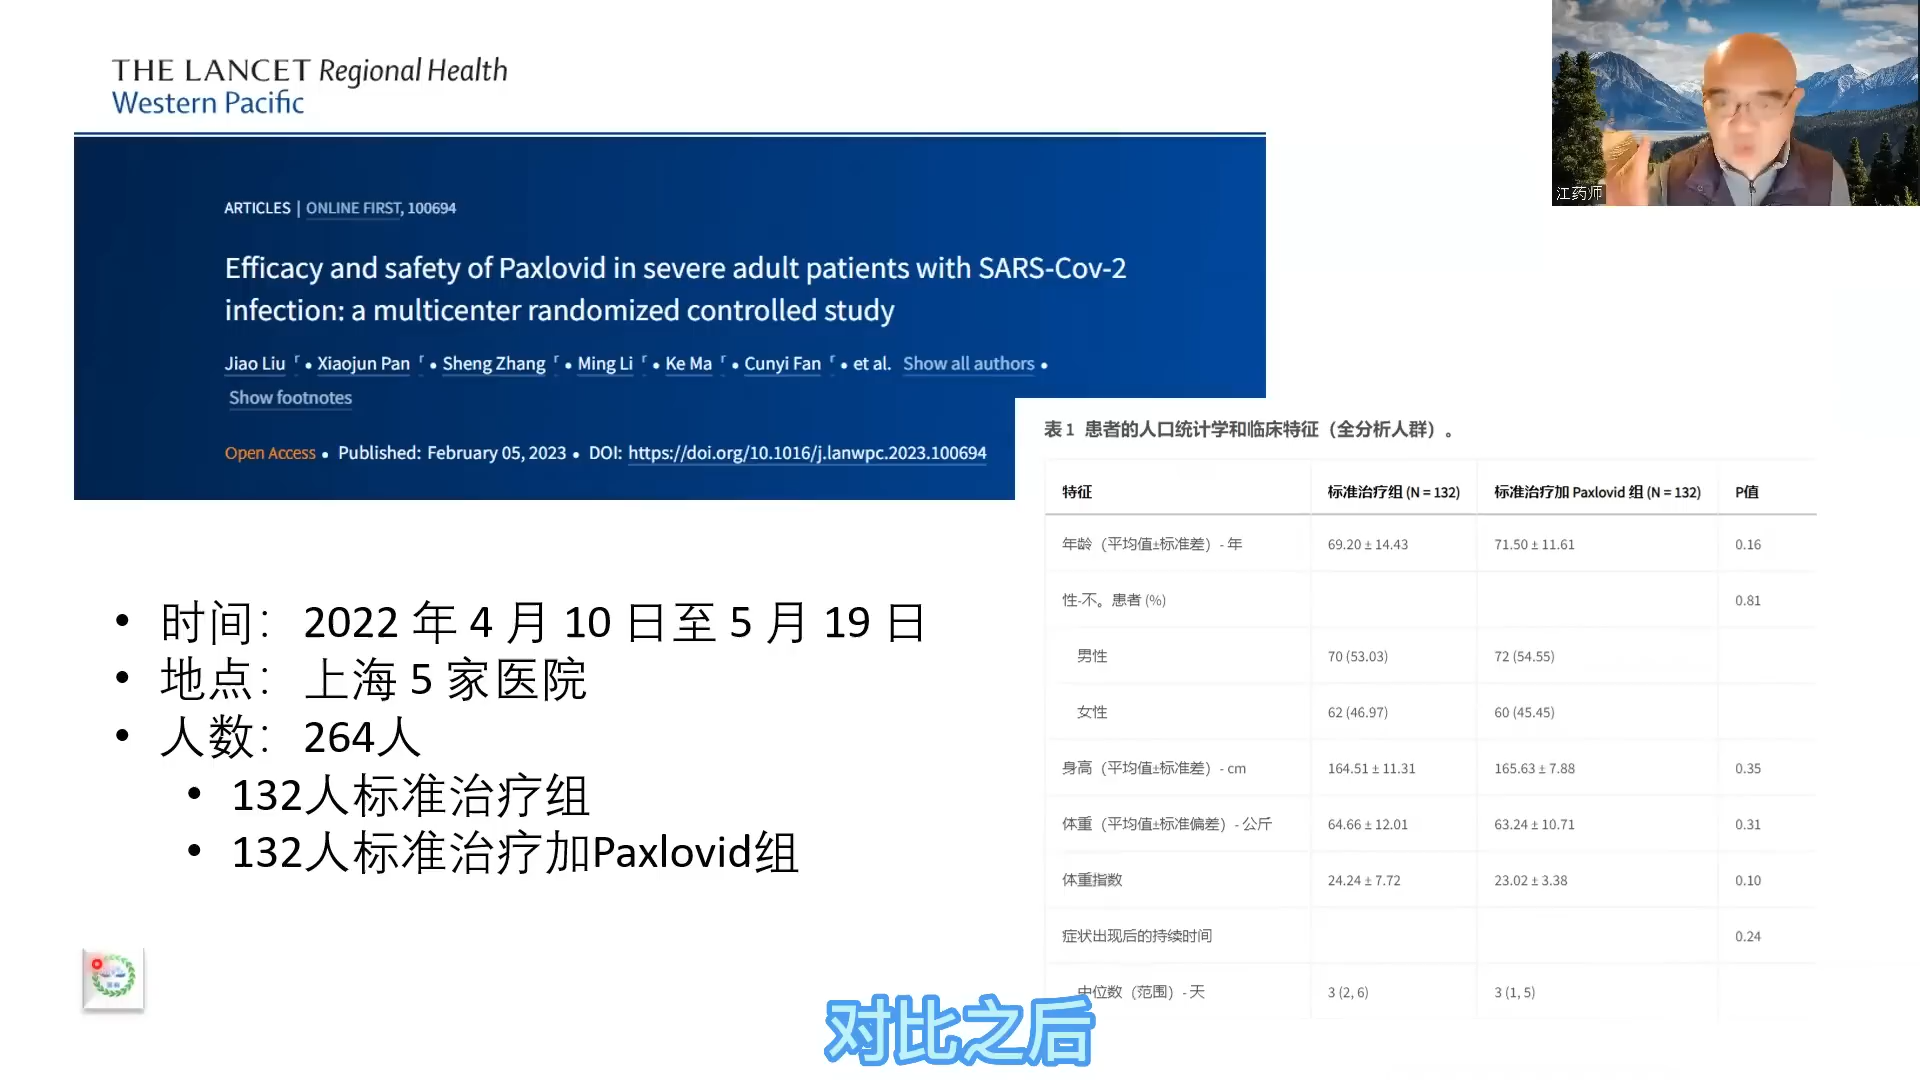 THE LANCET Regional Health
Western Pacific
江药师
ARTICLES | ONLINE FIRST, 100694
Efficacy and safety of Paxlovid in severe adult patients with SARS-Cov-2
infection: a multicenter randomized controlled study
Jiao Liu r • Xiaojun Pan r • Sheng Zhang r • Ming Li r • Ke Ma r • Cunyi Fan r • et al. Show all authors •
Show footnotes
Open Access • Published: February 05, 2023 • DOI: https://doi.org/10.1016/j.lanwpc.2023.100694
• 时间： 2022 年 4 月 10 日至 5 月 19 日
• 地点： 上海 5 家医院
• 人数： 264人
• 132人标准治疗组
• 132人标准治疗加Paxlovid组
表 1 患者的人口统计学和临床特征（全分析人群）。
特征 标准治疗组 (N = 132) 标准治疗加 Paxlovid 组 (N = 132) P值
年龄（平均值±标准差）- 年 69.20 ± 14.43 71.50 ± 11.61 0.16
性-不。患者 (%) 0.81
男性 70 (53.03) 72 (54.55)
女性 62 (46.97) 60 (45.45)
身高（平均值±标准差）- cm 164.51 ± 11.31 165.63 ± 7.88 0.35
体重（平均值±标准偏差）- 公斤 64.66 ± 12.01 63.24 ± 10.71 0.31
体重指数 24.24 ± 7.72 23.02 ± 3.38 0.10
症状出现后的持续时间 0.24
中位数（范围）- 天 3 (2, 6) 3 (1, 5)
对比之后